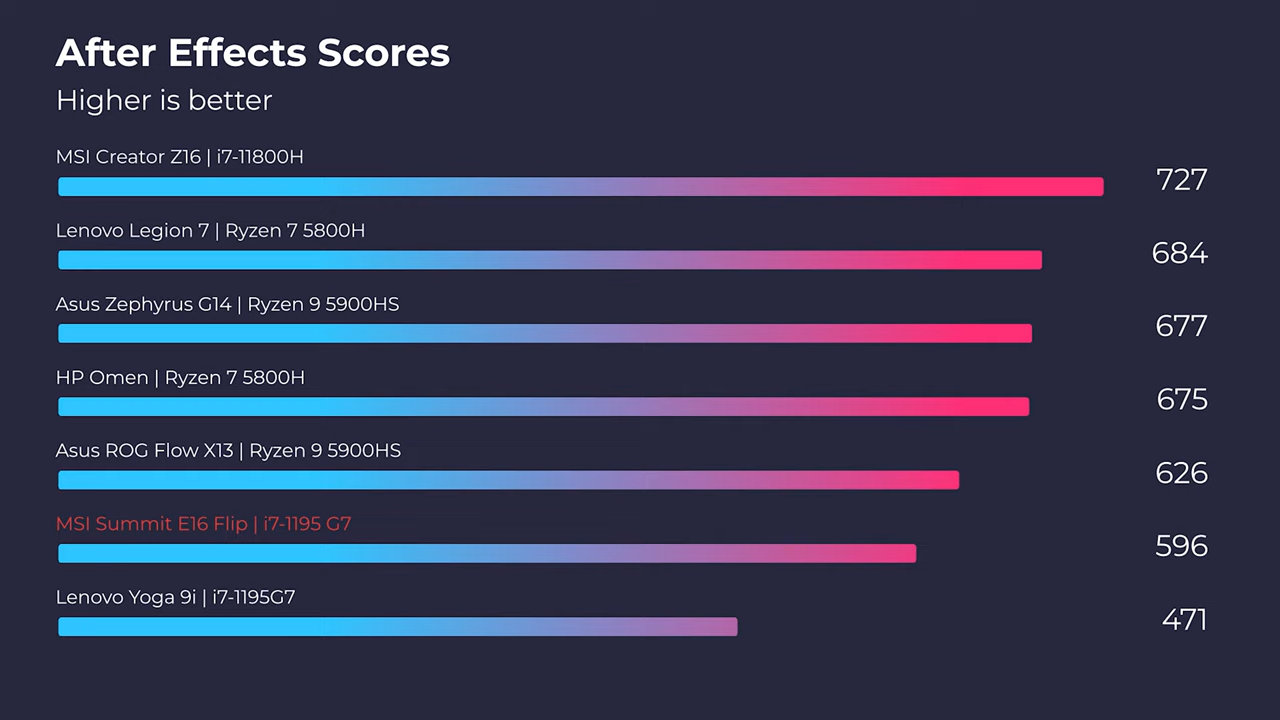 After Effects Scores
Higher is better
MSI Creator Z16 | i7-11800H
727
Lenovo Legion 7 | Ryzen 7 5800H
684
Asus Zephyrus G14 | Ryzen 9 5900HS
677
HP Omen | Ryzen 7 5800H
675
Asus ROG Flow X13 | Ryzen 9 5900HS
626
MSI Summit E16 Flip | i7-1195 G7
596
Lenovo Yoga 9i | i7-1195G7
471